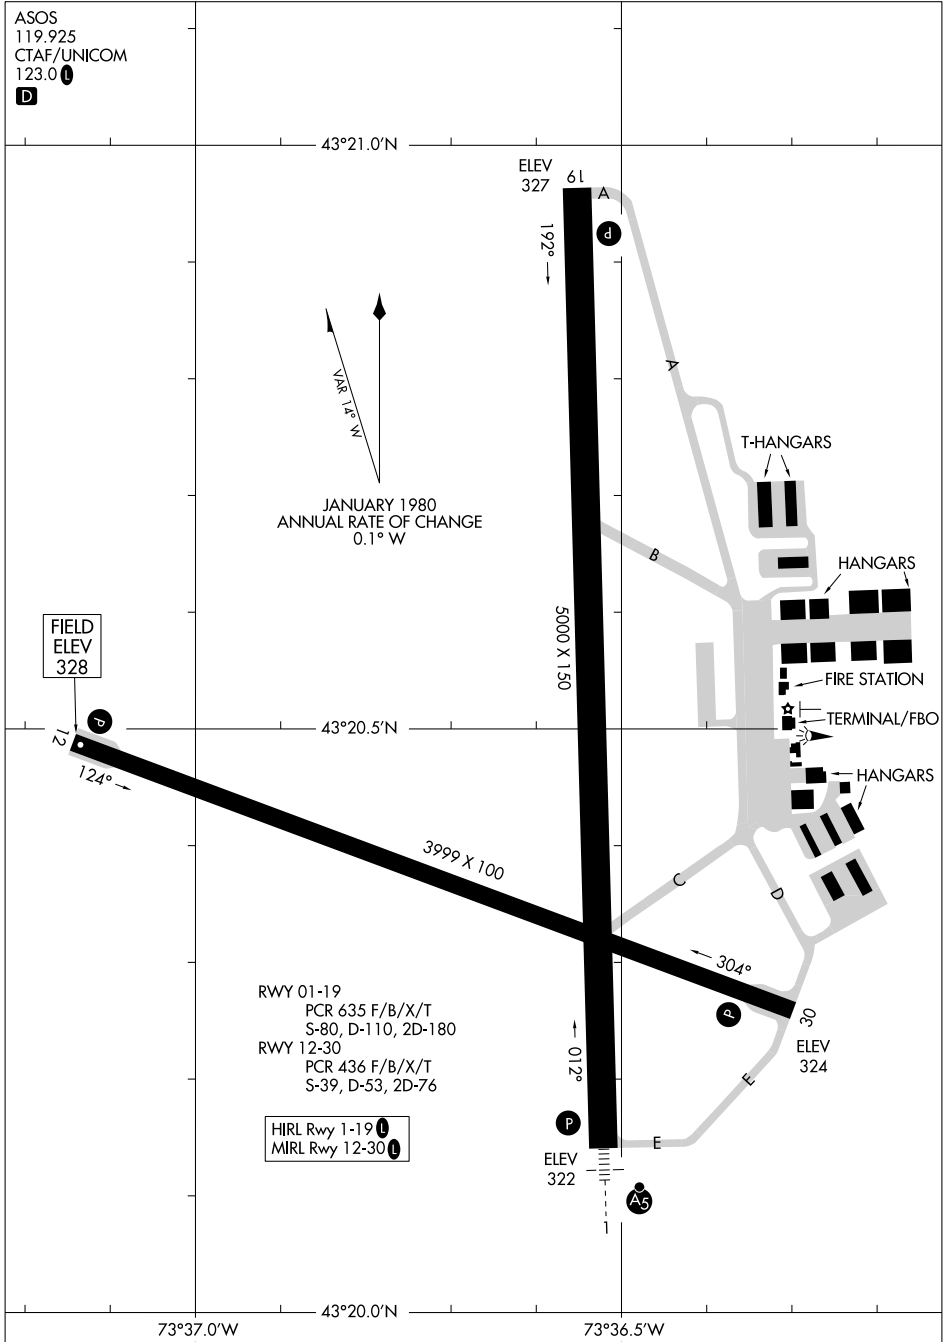 ASOS
119.925
CTAF/UNICOM
123.0 L
D
43°21.0'N
ELEV
327
19
A
P
192°
VAR 14° W
A
T-HANGARS
JANUARY 1980
ANNUAL RATE OF CHANGE
0.1° W
B
HANGARS
5000 X 150
FIELD
ELEV
328
FIRE STATION
P
12
43°20.5'N
TERMINAL/FBO
124°
HANGARS
3999 X 100
C
D
304°
RWY 01-19
PCR 635 F/B/X/T
S-80, D-110, 2D-180
RWY 12-30
PCR 436 F/B/X/T
S-39, D-53, 2D-76
P
30
ELEV
324
012°
E
HIRL Rwy 1-19 L
MIRL Rwy 12-30 L
P
E
ELEV
322
A5
1
43°20.0'N
73°37.0'W
73°36.5'W